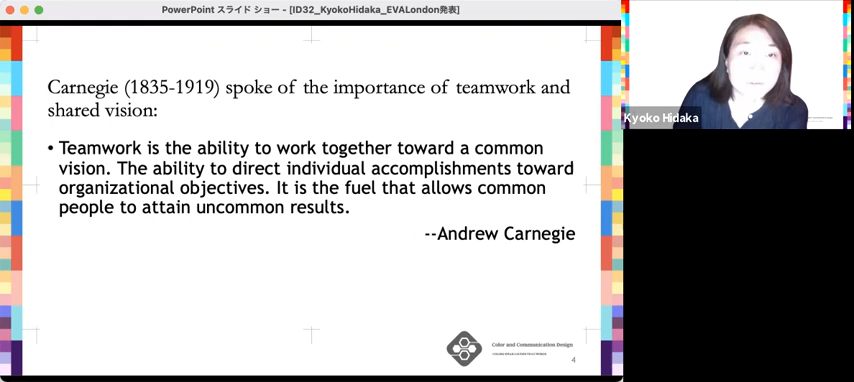 PowerPoint スライド ショー - [ID32_KyokoHidaka_EVALondon発表]
Carnegie (1835-1919) spoke of the importance of teamwork and
shared vision:
• Teamwork is the ability to work together toward a common
vision. The ability to direct individual accomplishments toward
organizational objectives. It is the fuel that allows common
people to attain uncommon results.
--Andrew Carnegie
Color and Communication Design
4
Kyoko Hidaka